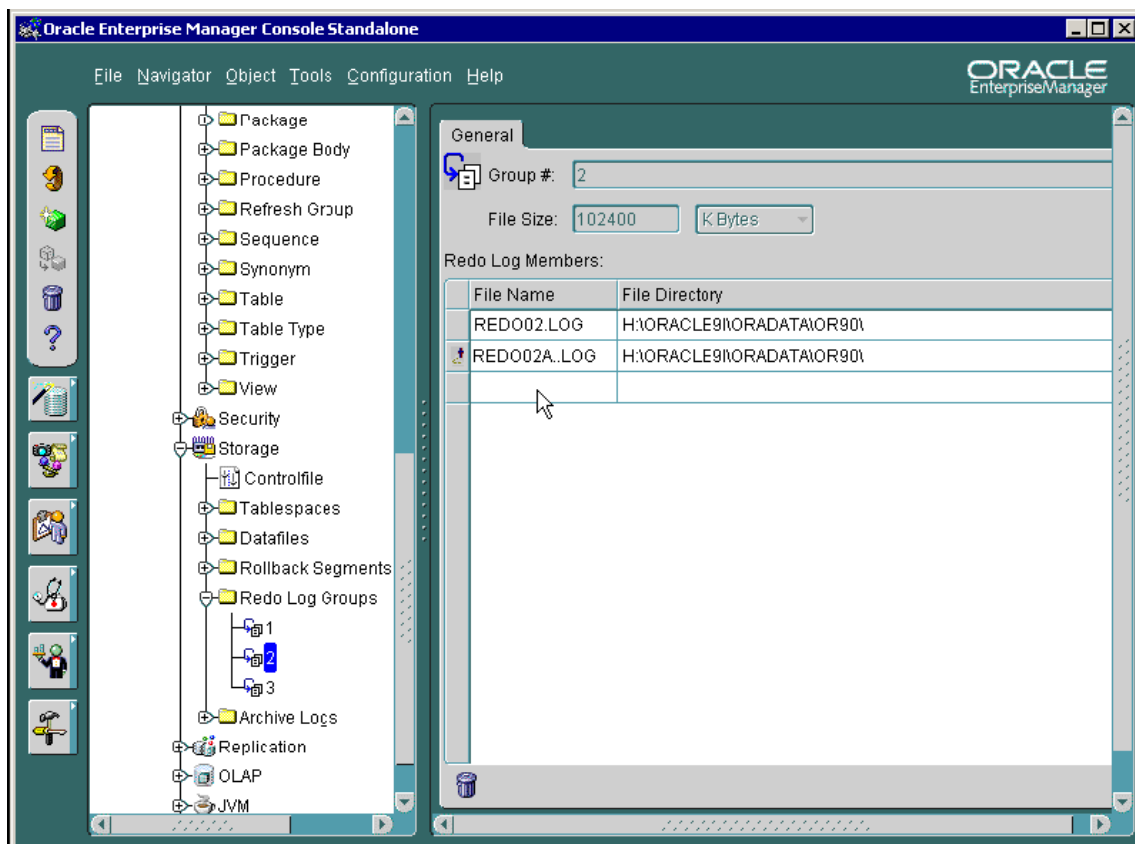 Oracle Enterprise Manager Console Standalone
File Navigator Object Tools Configuration Help
ORACLE
EnterpriseManager
Package
Package Body
Procedure
Refresh Group
Sequence
Synonym
Table
Table Type
Trigger
View
Security
Storage
Controlfile
Tablespaces
Datafiles
Rollback Segments
Redo Log Groups
1
2
3
Archive Logs
Replication
OLAP
JVM
General
Group #: 2
File Size: 102400 K Bytes
Redo Log Members:
File Name File Directory
REDO02.LOG H:\ORACLE9I\ORADATA\OR90\
REDO02A..LOG H:\ORACLE9I\ORADATA\OR90\